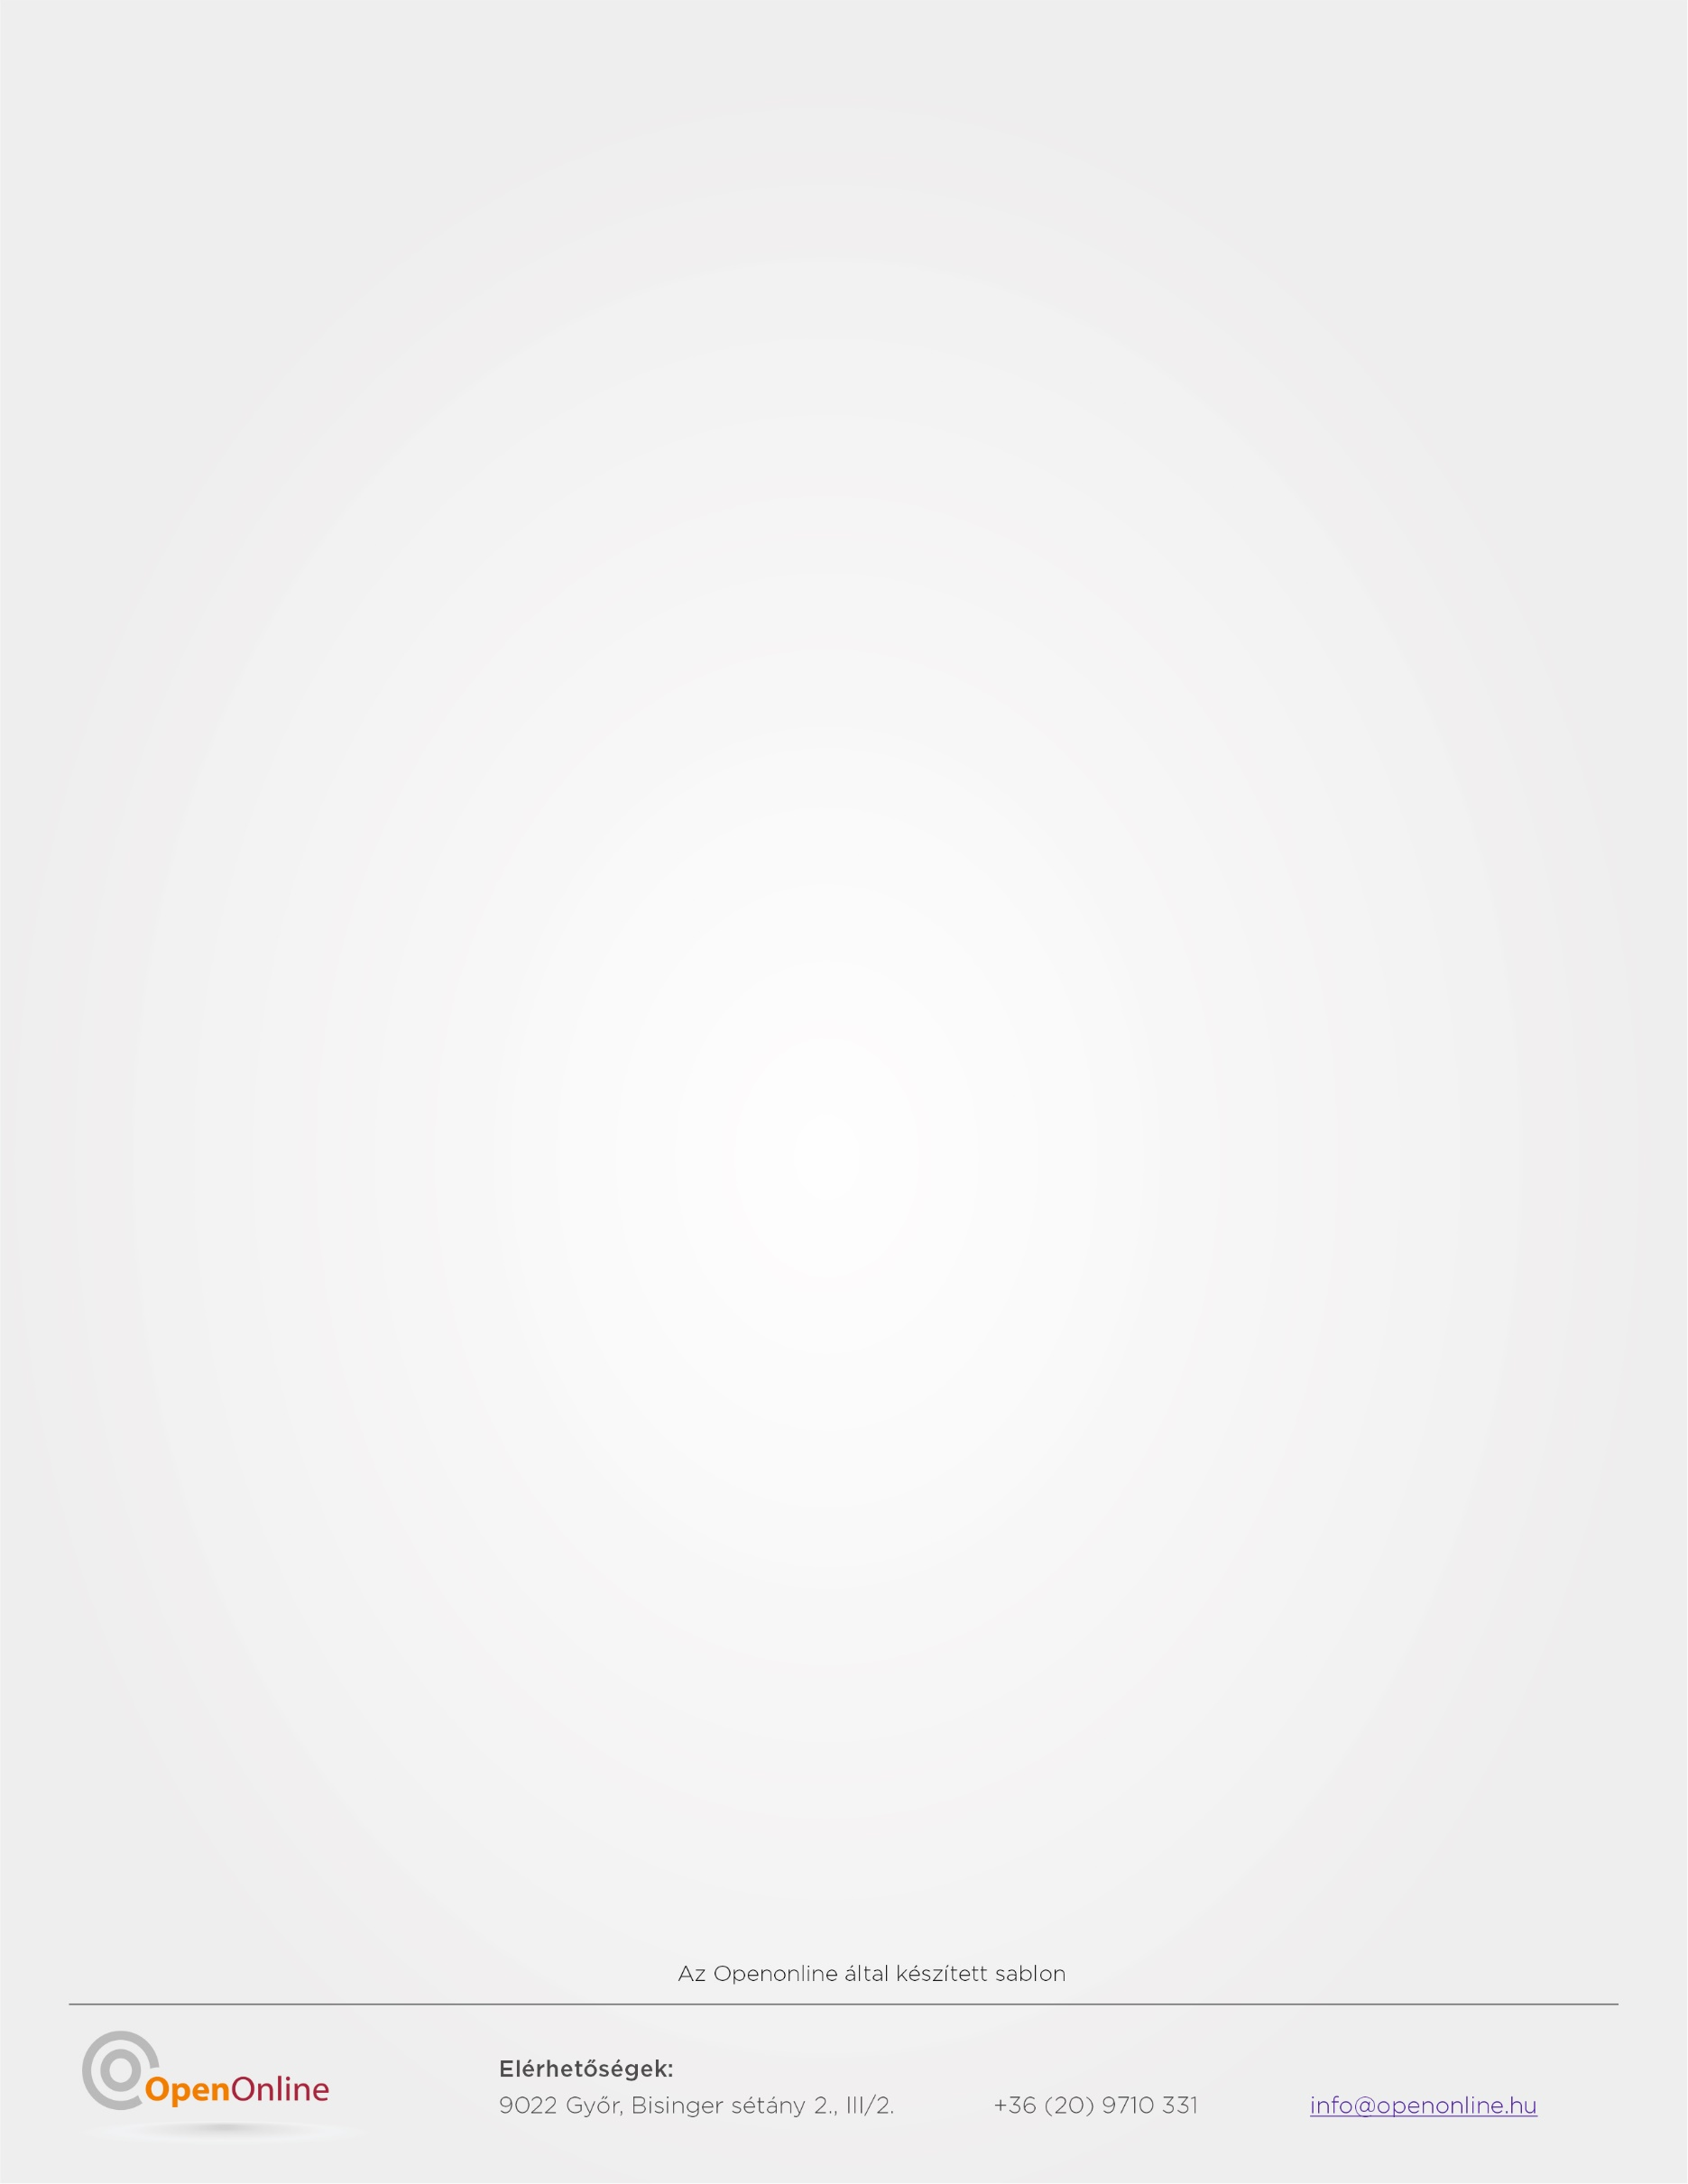 Az Openonline által készített sablon
OpenOnline
Elérhetőségek:
9022 Győr, Bisinger sétány 2., III/2. +36 (20) 9710 331 info@openonline.hu